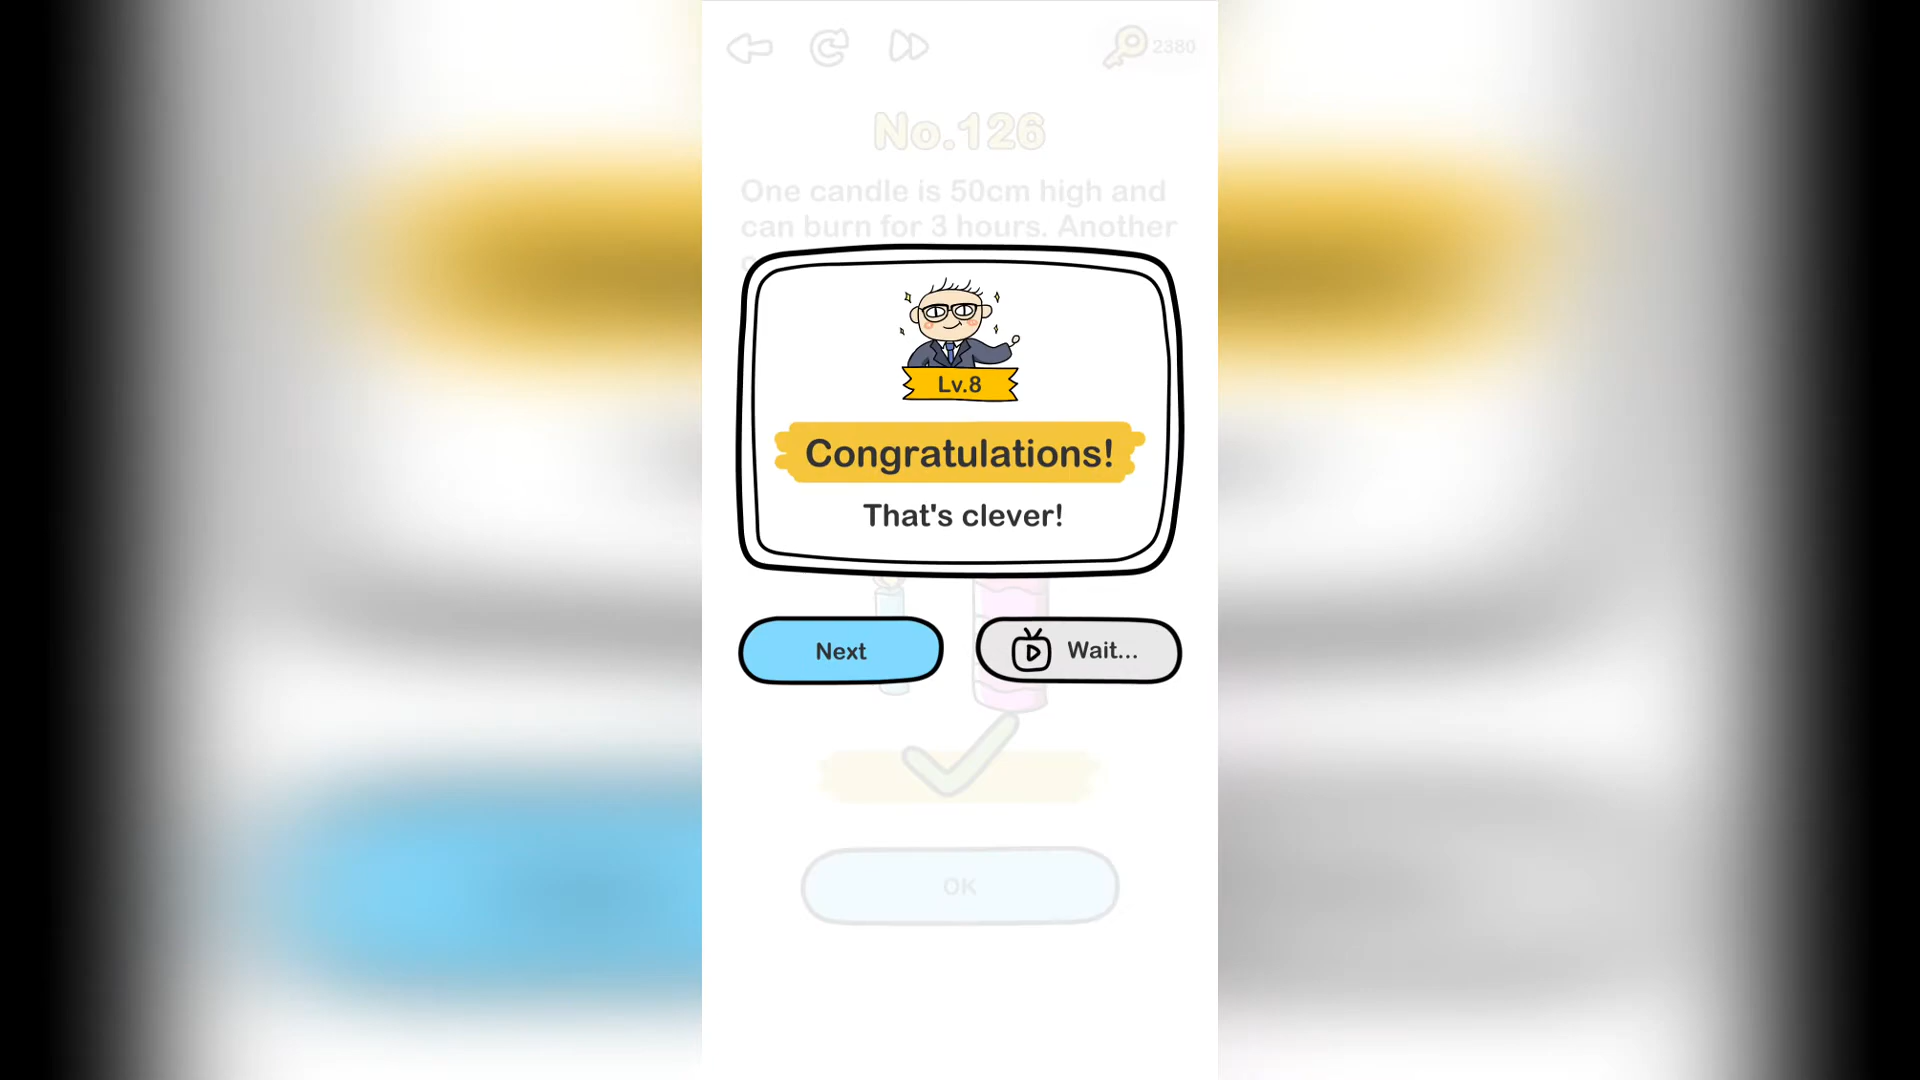 2380
No.126
One candle is 50cm high and
can burn for 3 hours. Another
Lv.8
Congratulations!
That's clever!
Next
Wait...
OK